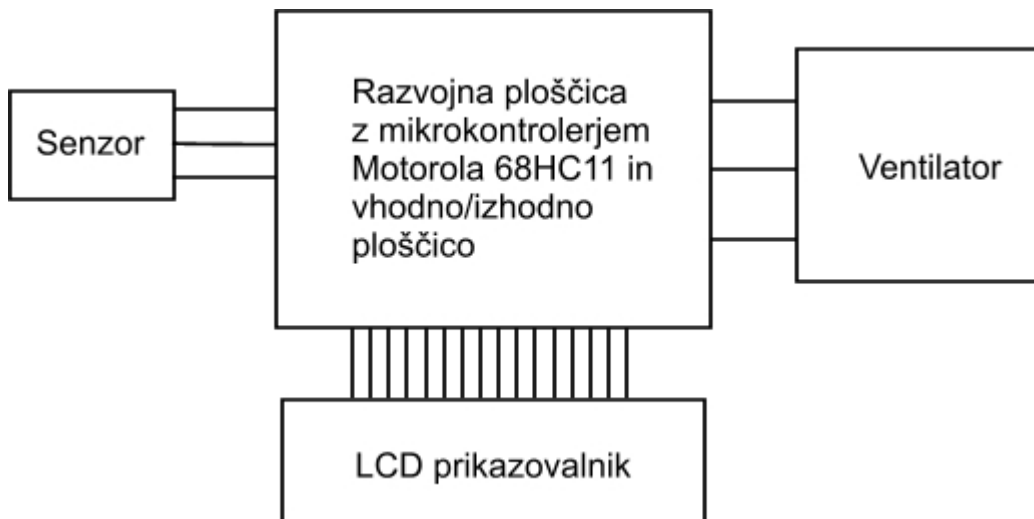 Senzor
Razvojna ploščica
z mikrokontrolerjem
Motorola 68HC11 in
vhodno/izhodno
ploščico
Ventilator
LCD prikazovalnik